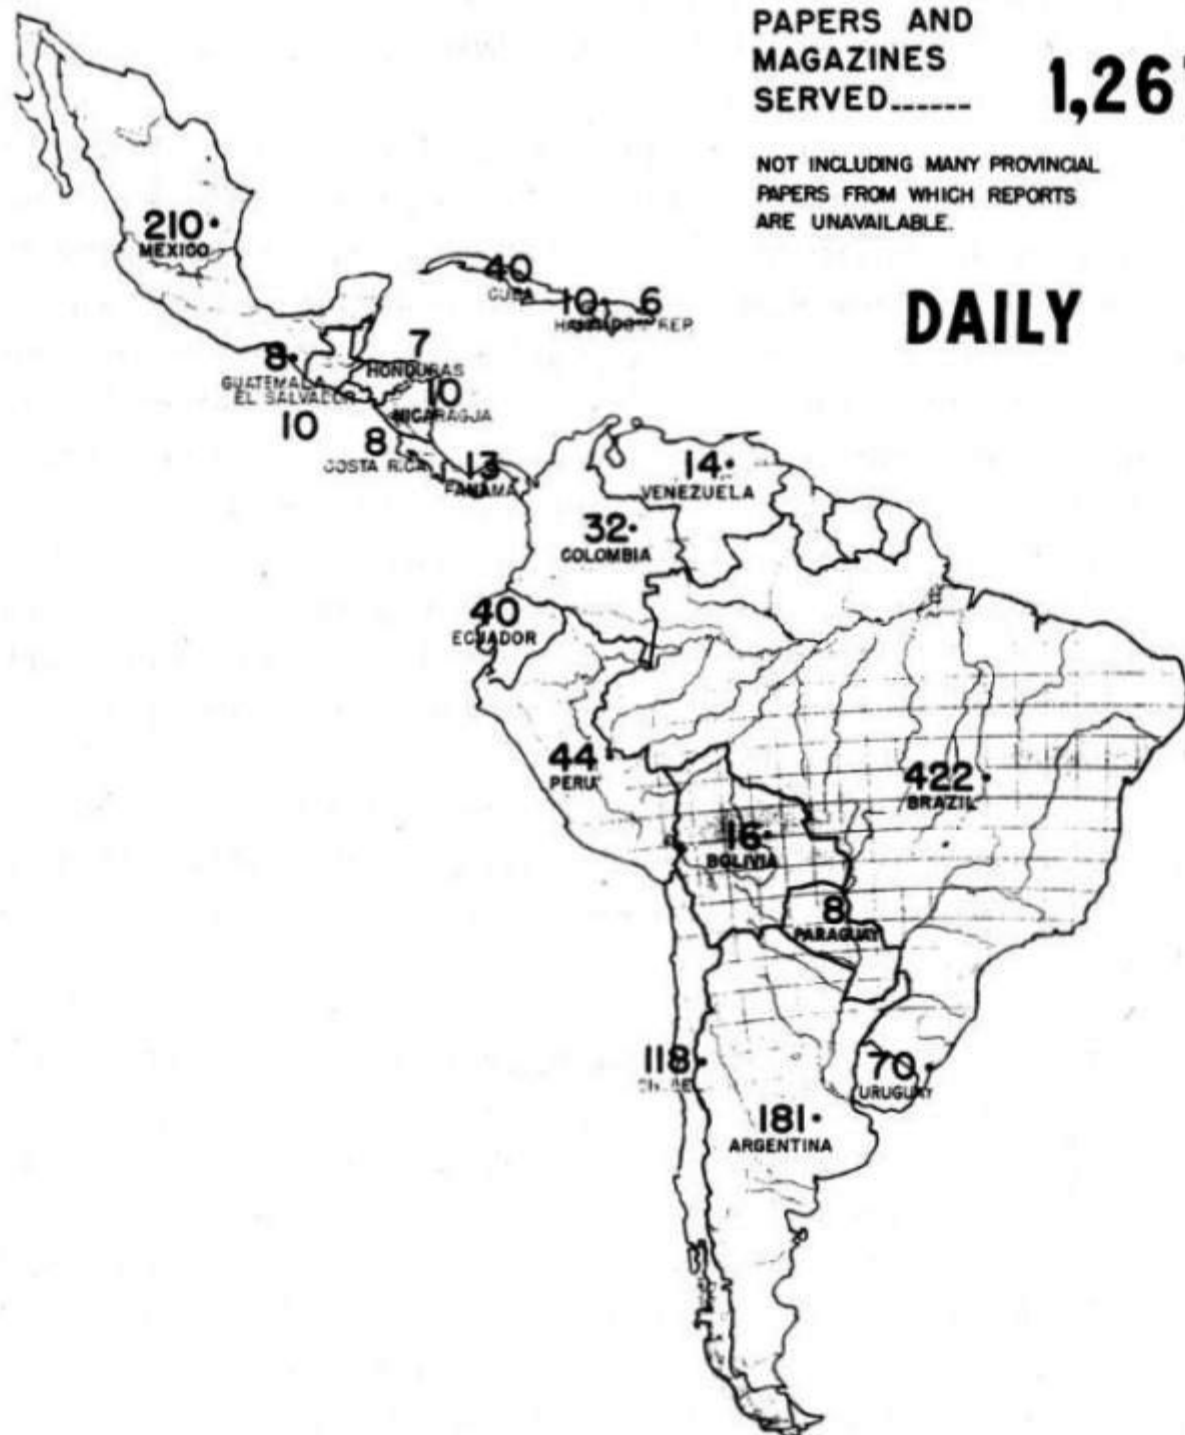 PAPERS AND
MAGAZINES
SERVED------ 1,267
NOT INCLUDING MANY PROVINCIAL
PAPERS FROM WHICH REPORTS
ARE UNAVAILABLE.
DAILY
210
MEXICO
40
CUBA
10
6
REP.
7
HONDURAS
8
GUATEMALA
EL SALVADOR
10
10
NICARAGUA
8
COSTA RICA
13
PANAMA
14
VENEZUELA
32
COLOMBIA
40
ECUADOR
44
PERU
422
BRAZIL
16
BOLIVIA
8
PARAGUAY
118
70
URUGUAY
181
ARGENTINA